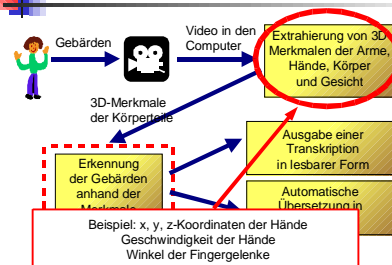 Gebärden
Video in den
Computer
Extrahierung von 3D
Merkmalen der Arme,
Hände, Körper
und Gesicht
3D-Merkmale
der Körperteile
Erkennung
der Gebärden
anhand der
Merkmale
Ausgabe einer
Transkription
in lesbarer Form
Automatische
Übersetzung in
Beispiel: x, y, z-Koordinaten der Hände
Geschwindigkeit der Hände
Winkel der Fingergelenke